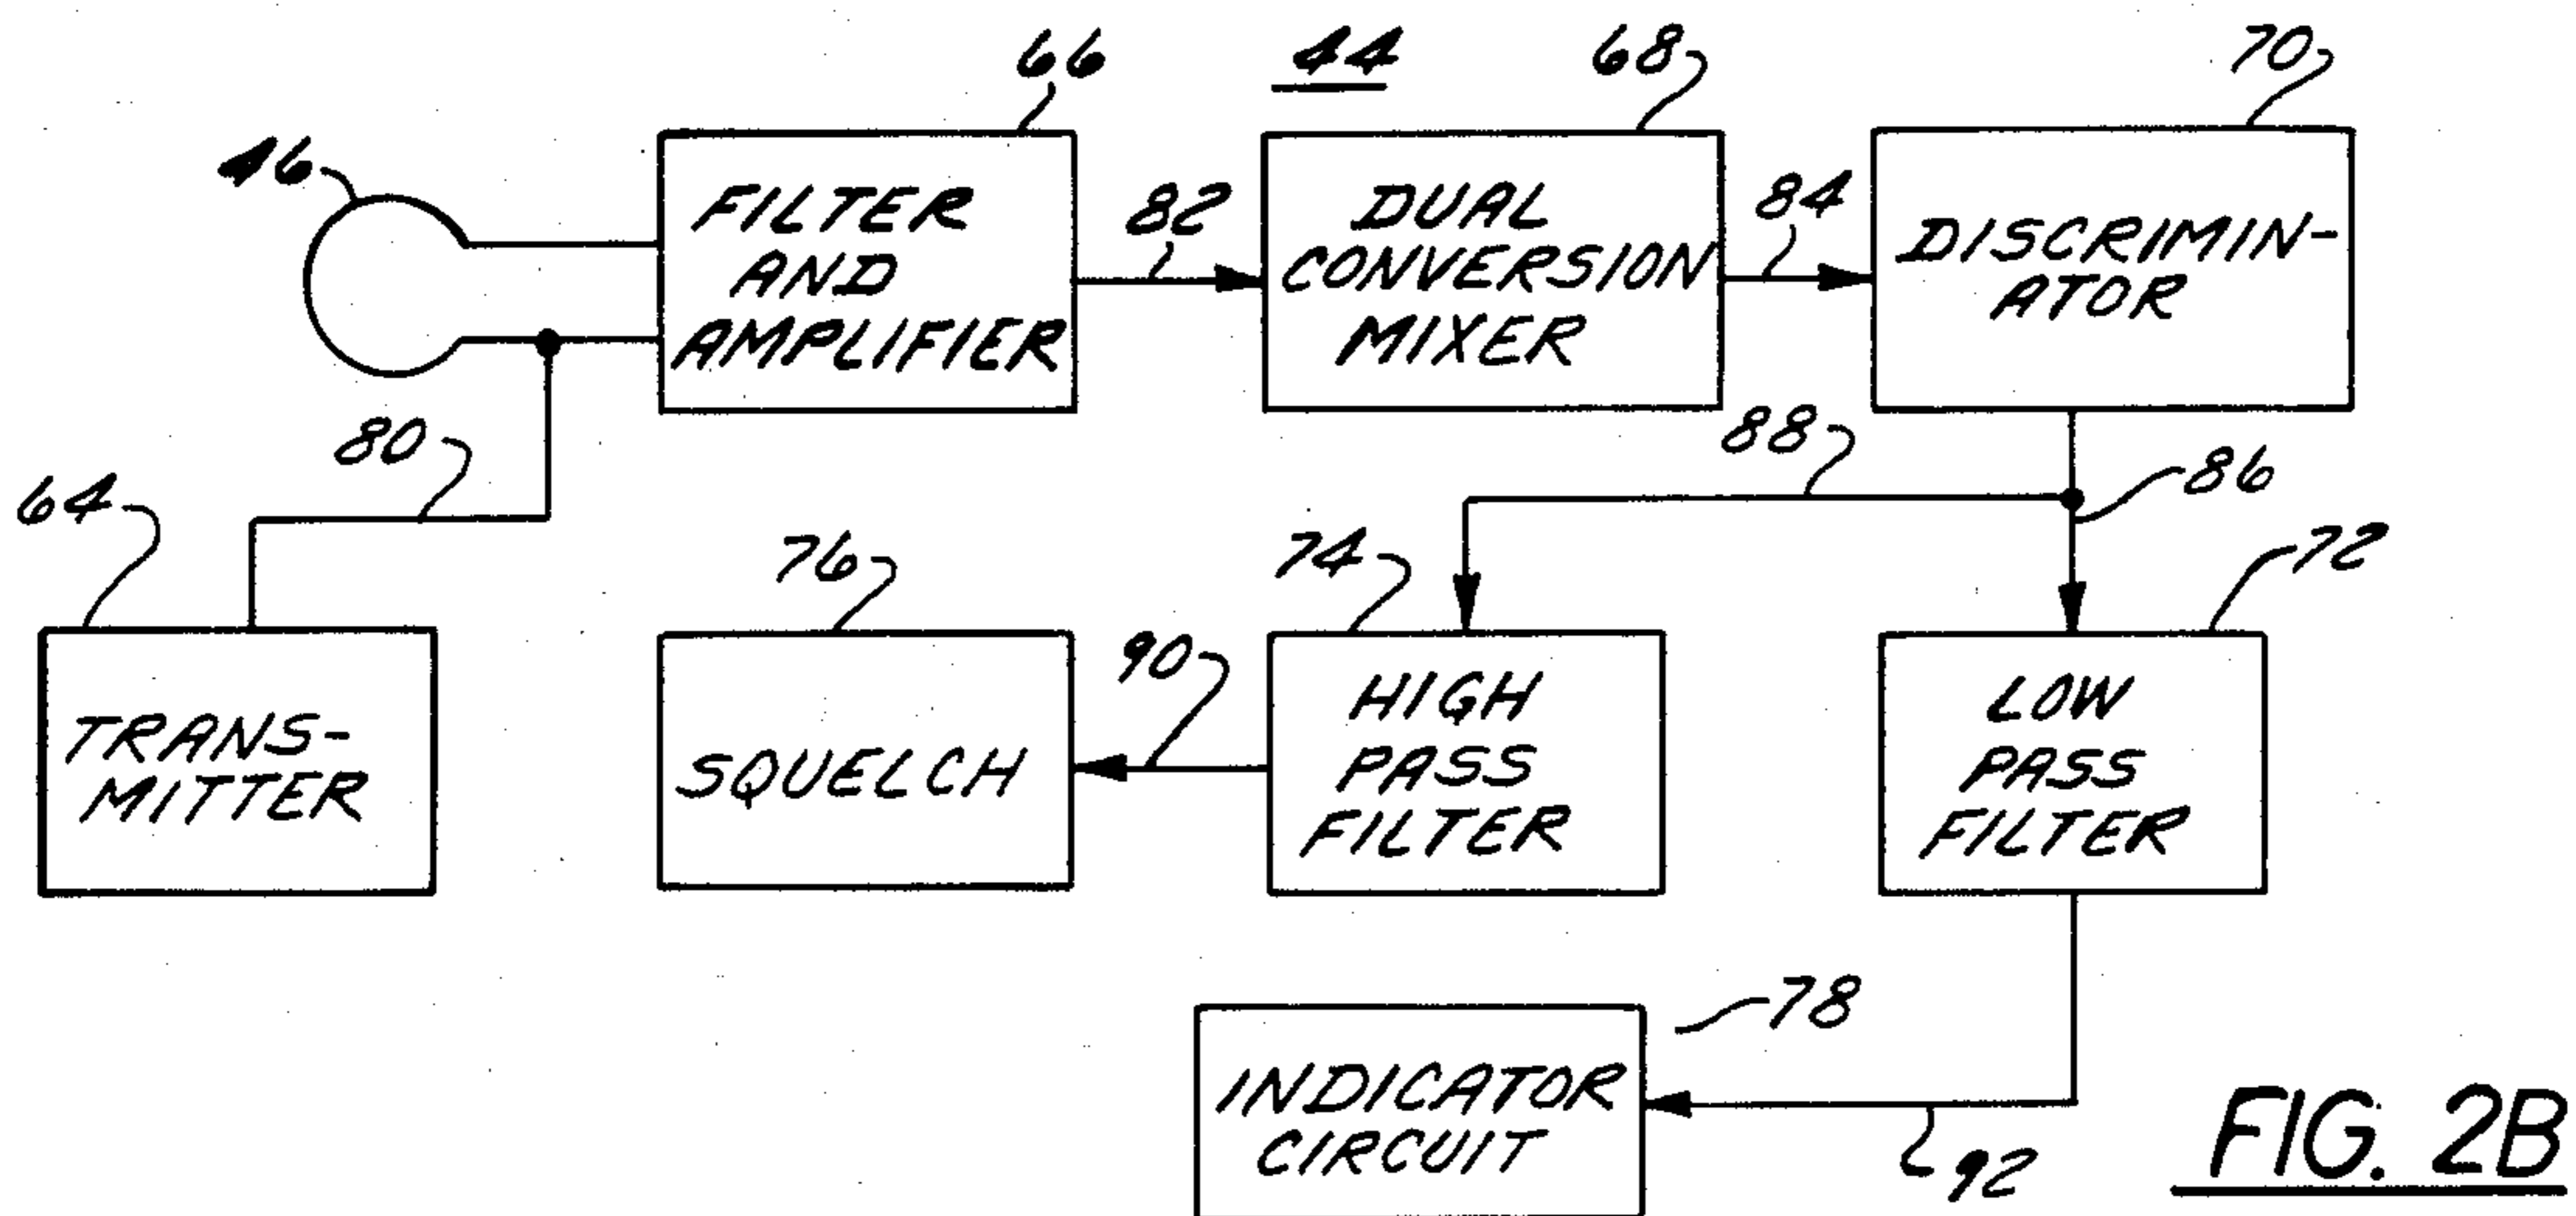 66
44
68
70
46
FILTER
AND
AMPLIFIER
82
DUAL
CONVERSION
MIXER
84
DISCRIMIN-
ATOR
80
88
86
64
76
74
72
TRANS-
MITTER
SQUELCH
90
HIGH
PASS
FILTER
LOW
PASS
FILTER
78
INDICATOR
CIRCUIT
92
FIG. 2B